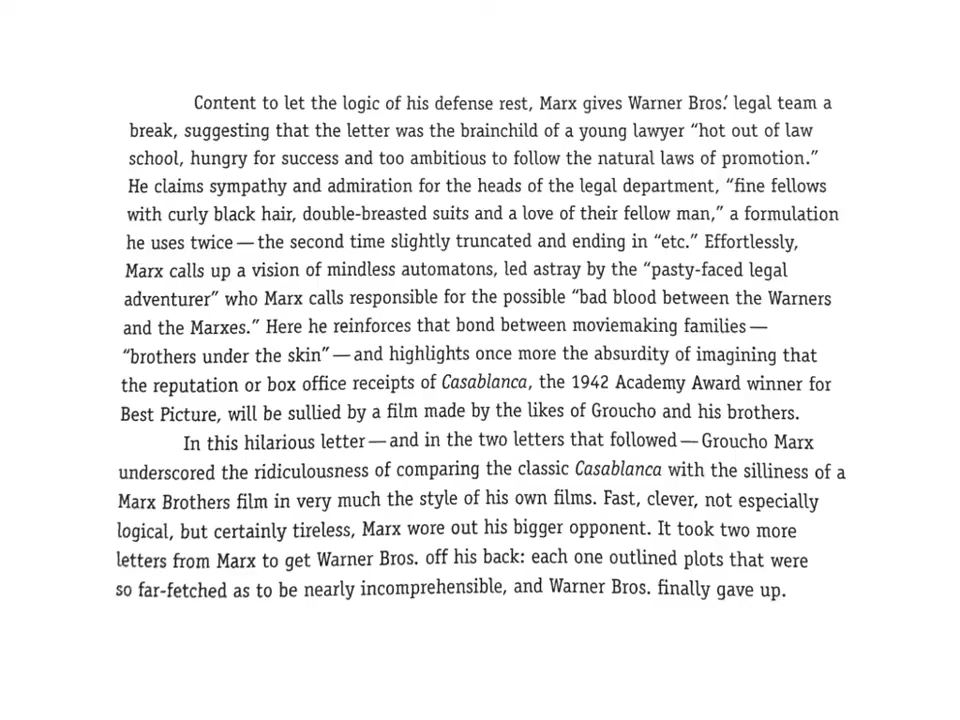 Content to let the logic of his defense rest, Marx gives Warner Bros.’ legal team a
break, suggesting that the letter was the brainchild of a young lawyer “hot out of law
school, hungry for success and too ambitious to follow the natural laws of promotion.”
He claims sympathy and admiration for the heads of the legal department, “fine fellows
with curly black hair, double-breasted suits and a love of their fellow man,” a formulation
he uses twice—the second time slightly truncated and ending in “etc.” Effortlessly,
Marx calls up a vision of mindless automatons, led astray by the “pasty-faced legal
adventurer” who Marx calls responsible for the possible “bad blood between the Warners
and the Marxes.” Here he reinforces that bond between moviemaking families—
“brothers under the skin”—and highlights once more the absurdity of imagining that
the reputation or box office receipts of Casablanca, the 1942 Academy Award winner for
Best Picture, will be sullied by a film made by the likes of Groucho and his brothers.
In this hilarious letter—and in the two letters that followed—Groucho Marx
underscored the ridiculousness of comparing the classic Casablanca with the silliness of a
Marx Brothers film in very much the style of his own films. Fast, clever, not especially
logical, but certainly tireless, Marx wore out his bigger opponent. It took two more
letters from Marx to get Warner Bros. off his back: each one outlined plots that were
so far-fetched as to be nearly incomprehensible, and Warner Bros. finally gave up.